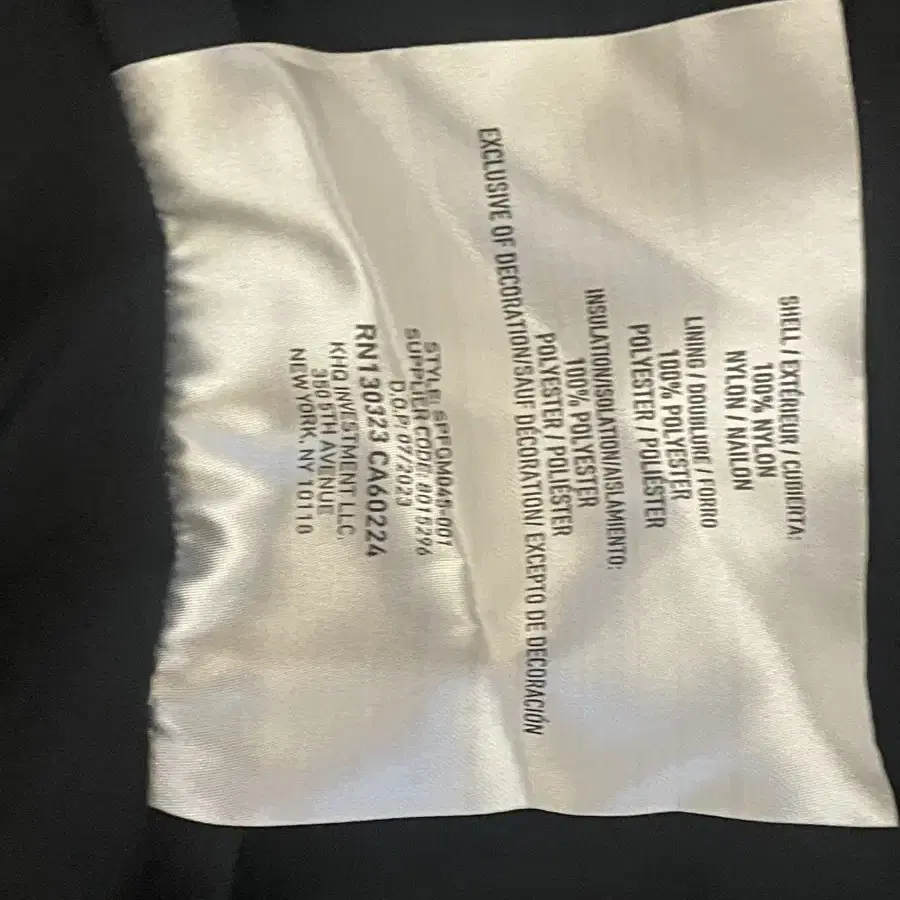 SHELL / EXTÉRIEUR / CUBIERTA:
100% NYLON
NYLON / NAILON
LINING / DOUBLURE / FORRO
100% POLYESTER
POLYESTER / POLIÉSTER
INSULATION/ISOLATION/AISLAMIENTO:
100% POLYESTER
POLYESTER / POLIÉSTER
EXCLUSIVE OF DECORATION/SAUF DÉCORATION/ EXCEPTO DE DECORACIÓN
STYLE SPFGM045-001
SUPPLIER CODE: 8015296
D.O.P. 07/2023
RN130323 CA60224
KHQ INVESTMENT LLC.
350 5TH AVENUE
NEW YORK, NY 10118